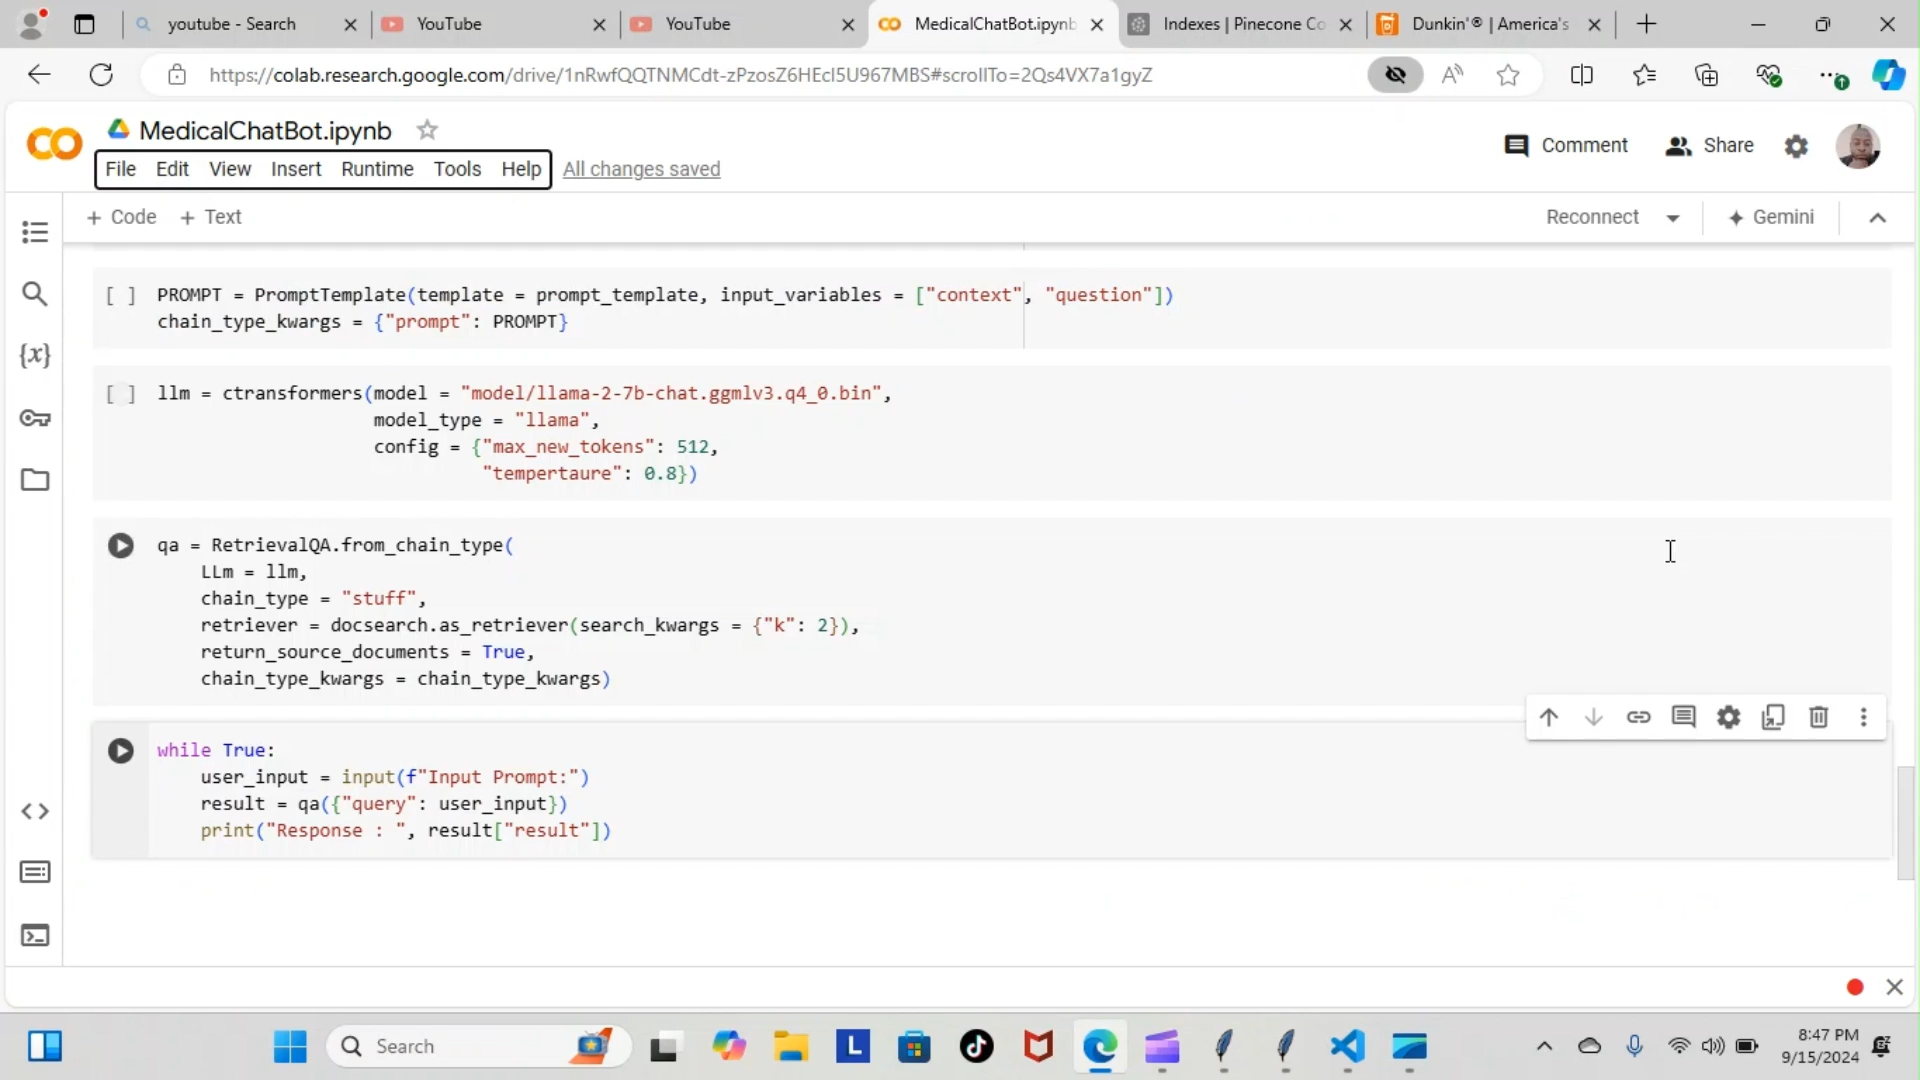 youtube - Search
YouTube
YouTube
MedicalChatBot.ipynb
Indexes | Pinecone Co
Dunkin'® | America's
https://colab.research.google.com/drive/1nRwfQQTNMCdt-zPzosZ6HEcI5U967MBS#scrollTo=2Qs4VX7a1gyZ
MedicalChatBot.ipynb
Comment
Share
File Edit View Insert Runtime Tools Help All changes saved
+ Code + Text
Reconnect
Gemini
[ ] PROMPT = PromptTemplate(template = prompt_template, input_variables = ["context", "question"])
chain_type_kwargs = {"prompt": PROMPT}
[ ] llm = ctransformers(model = "model/llama-2-7b-chat.ggmlv3.q4_0.bin",
model_type = "llama",
config = {"max_new_tokens": 512,
"tempertaure": 0.8})
qa = RetrievalQA.from_chain_type(
LLm = llm,
chain_type = "stuff",
retriever = docsearch.as_retriever(search_kwargs = {"k": 2}),
return_source_documents = True,
chain_type_kwargs = chain_type_kwargs)
while True:
user_input = input(f"Input Prompt:")
result = qa({"query": user_input})
print("Response : ", result["result"])
Search
8:47 PM
9/15/2024